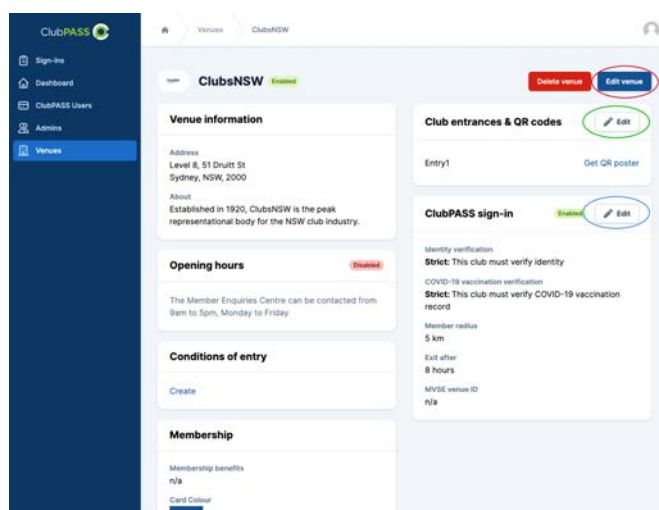 ClubPASS
Venues
ClubsNSW
Sign-ins
Dashboard
ClubPASS Users
Admins
Venues
ClubsNSW
Enabled
Delete venue
Edit venue
Venue information
Address
Level 8, 51 Druitt St
Sydney, NSW, 2000
About
Established in 1920, ClubsNSW is the peak
representational body for the NSW club industry.
Opening hours
Disabled
The Member Enquiries Centre can be contacted from
9am to 5pm, Monday to Friday
Conditions of entry
Create
Membership
Membership benefits
n/a
Card Colour
Club entrances & QR codes
Edit
Entry1
Get QR poster
ClubPASS sign-in
Enabled
Edit
Identity verification
Strict: This club must verify identity
COVID-19 vaccination verification
Strict: This club must verify COVID-19 vaccination
record
Member radius
5 km
Exit after
8 hours
MVSE venue ID
n/a